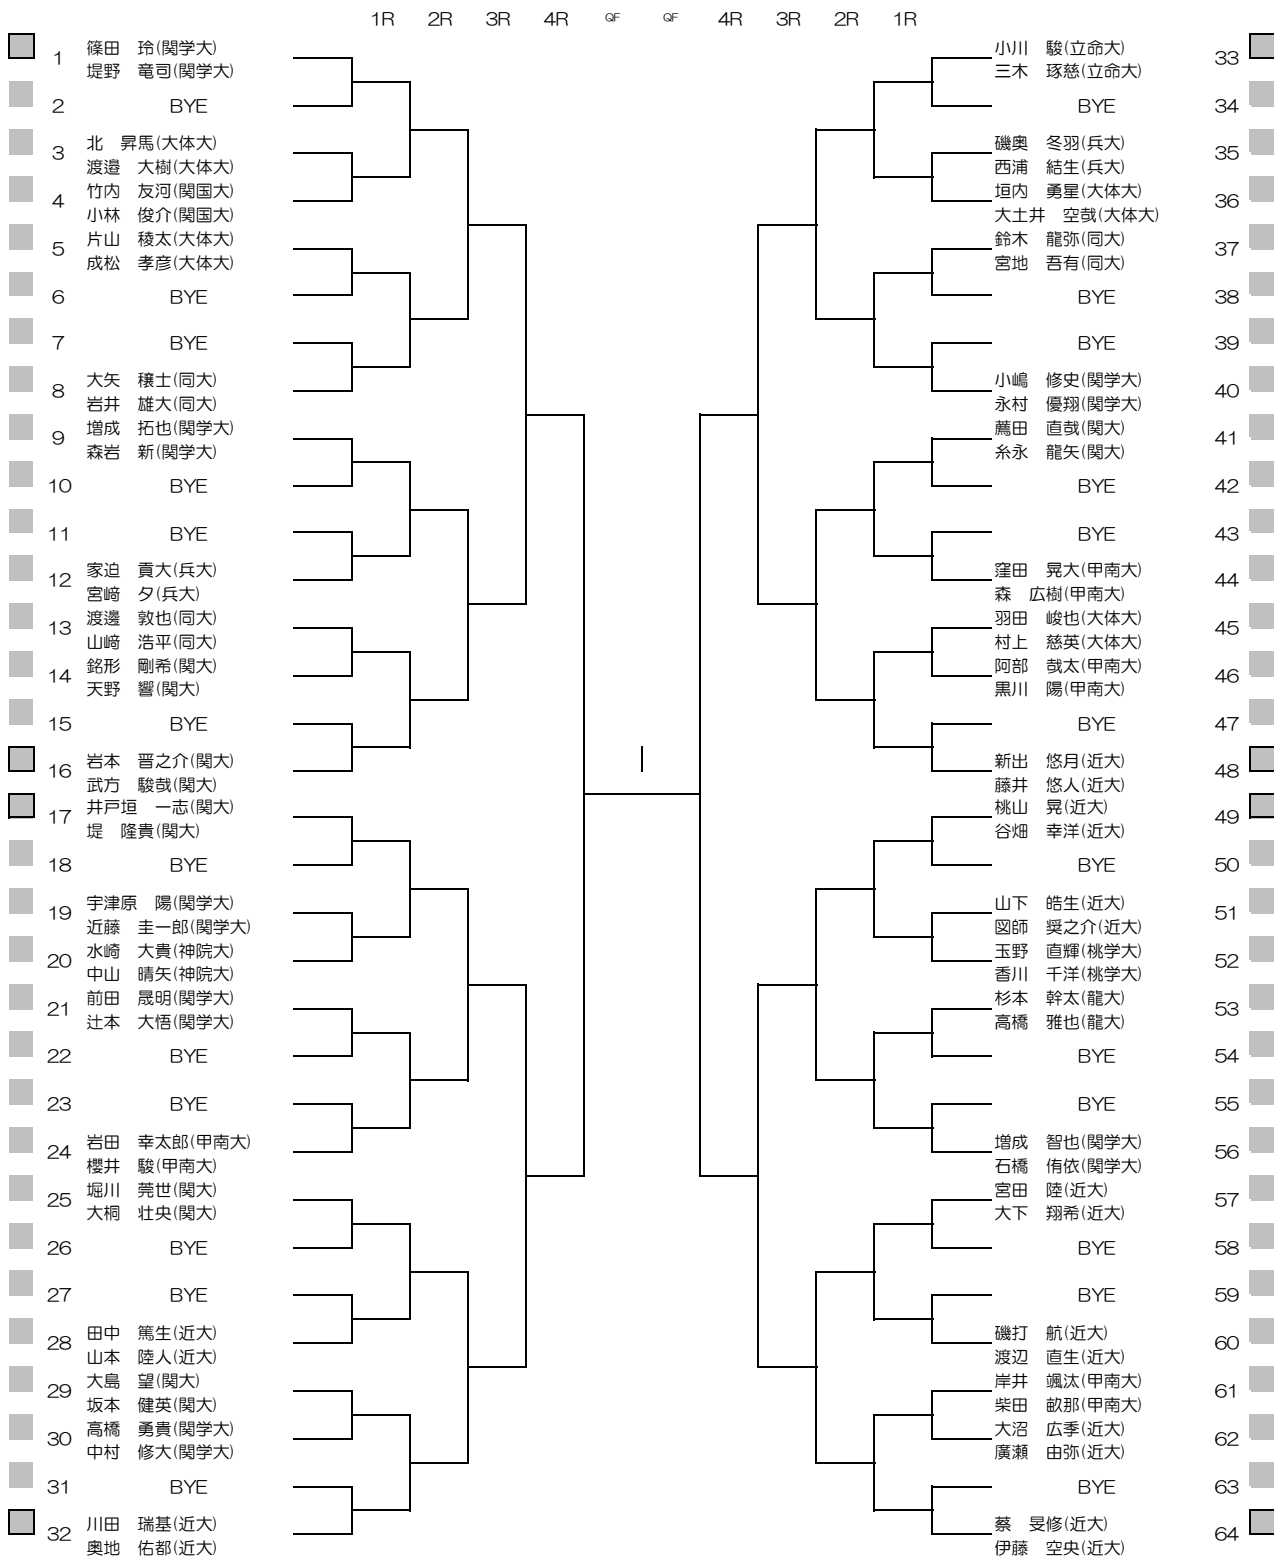 1R 2R 3R 4R QF QF 4R 3R 2R 1R
1 篠田 玲(関学大)
堤野 竜司(関学大)
2 BYE
3 北 昇馬(大体大)
渡邉 大樹(大体大)
4 竹内 友河(関国大)
小林 俊介(関国大)
5 片山 稜太(大体大)
成松 孝彦(大体大)
6 BYE
7 BYE
8 大矢 穣士(同大)
岩井 雄大(同大)
9 増成 拓也(関学大)
森岩 新(関学大)
10 BYE
11 BYE
12 家迫 貢大(兵大)
宮﨑 夕(兵大)
13 渡邊 敦也(同大)
山﨑 浩平(同大)
14 銘形 剛希(関大)
天野 響(関大)
15 BYE
16 岩本 晋之介(関大)
武方 駿哉(関大)
17 井戸垣 一志(関大)
堤 隆貴(関大)
18 BYE
19 宇津原 陽(関学大)
近藤 圭一郎(関学大)
20 水崎 大貴(神院大)
中山 晴矢(神院大)
21 前田 晟明(関学大)
辻本 大悟(関学大)
22 BYE
23 BYE
24 岩田 幸太郎(甲南大)
櫻井 駿(甲南大)
25 堀川 莞世(関大)
大桐 壮央(関大)
26 BYE
27 BYE
28 田中 篤生(近大)
山本 陸人(近大)
29 大島 望(関大)
坂本 健英(関大)
30 高橋 勇貴(関学大)
中村 修大(関学大)
31 BYE
32 川田 瑞基(近大)
奥地 佑都(近大)
小川 駿(立命大) 33
三木 琢慈(立命大)
BYE 34
磯奥 冬羽(兵大) 35
西浦 結生(兵大)
垣内 勇星(大体大) 36
大土井 空哉(大体大)
鈴木 龍弥(同大) 37
宮地 吾有(同大)
BYE 38
BYE 39
小嶋 修史(関学大) 40
永村 優翔(関学大)
薦田 直哉(関大) 41
糸永 龍矢(関大)
BYE 42
BYE 43
窪田 晃大(甲南大) 44
森 広樹(甲南大)
羽田 峻也(大体大) 45
村上 慈英(大体大)
阿部 哉太(甲南大) 46
黒川 陽(甲南大)
BYE 47
新出 悠月(近大) 48
藤井 悠人(近大)
桃山 晃(近大) 49
谷畑 幸洋(近大)
BYE 50
山下 皓生(近大) 51
図師 奨之介(近大)
玉野 直輝(桃学大) 52
香川 千洋(桃学大)
杉本 幹太(龍大) 53
高橋 雅也(龍大)
BYE 54
BYE 55
増成 智也(関学大) 56
石橋 侑依(関学大)
宮田 陸(近大) 57
大下 翔希(近大)
BYE 58
BYE 59
磯打 航(近大) 60
渡辺 直生(近大)
岸井 颯汰(甲南大) 61
柴田 畝那(甲南大)
大沼 広季(近大) 62
廣瀬 由弥(近大)
BYE 63
蔡 旻修(近大) 64
伊藤 空央(近大)